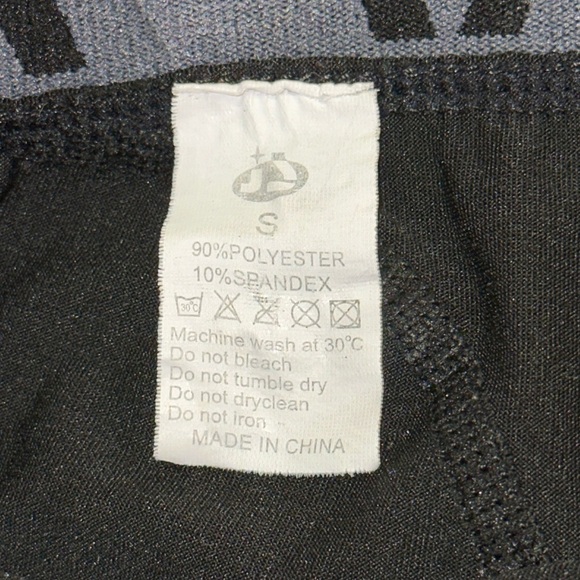 S
90%POLYESTER
10%SPANDEX
30°C
Machine wash at 30°C
Do not bleach
Do not tumble dry
Do not dryclean
Do not iron
MADE IN CHINA